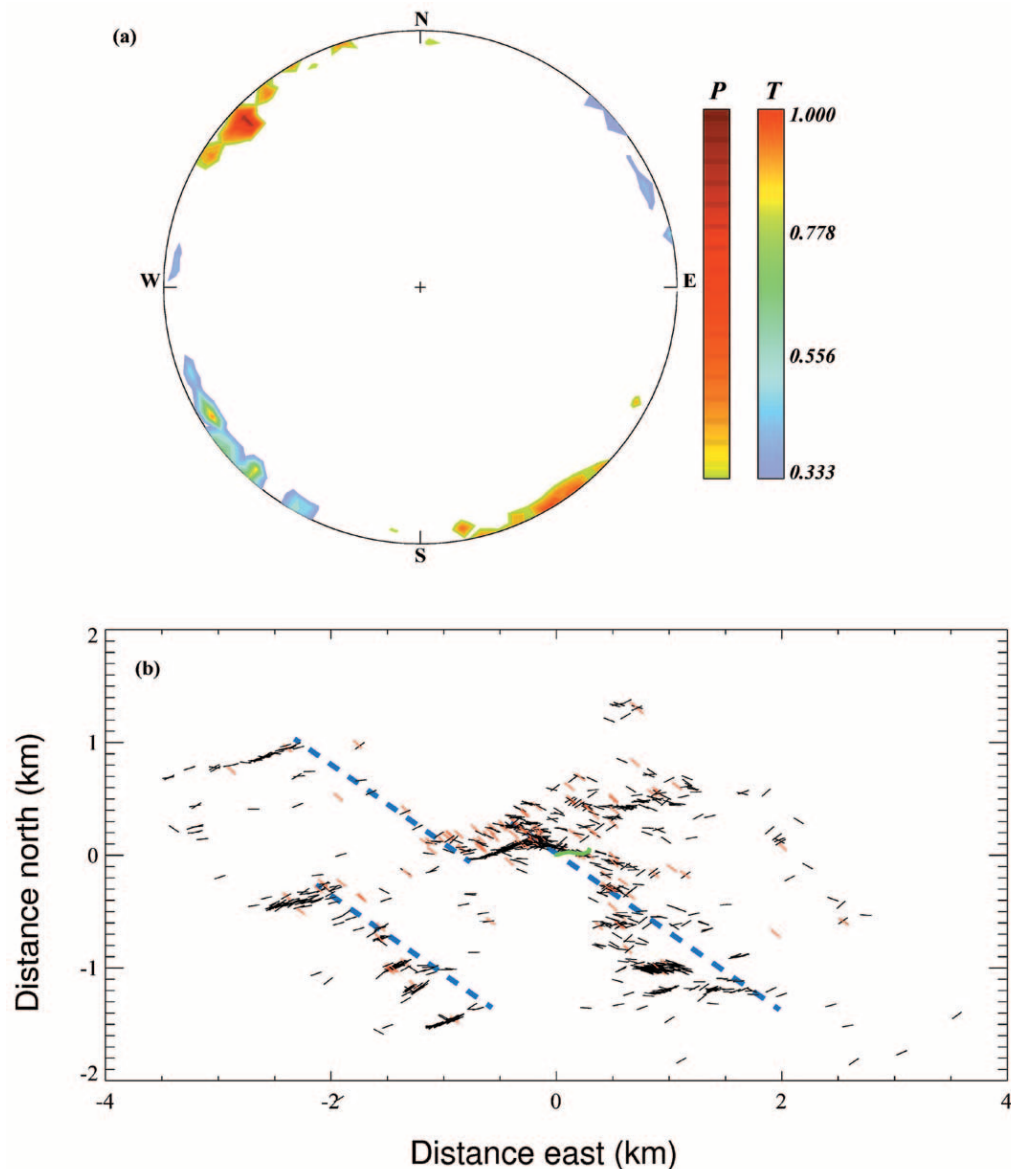 (a)
N
P T
1.000
0.778
W E
0.556
0.333
S
2
(b)
1
0
-1
-2
-4 -2 0 2 4
Distance north (km)
Distance east (km)